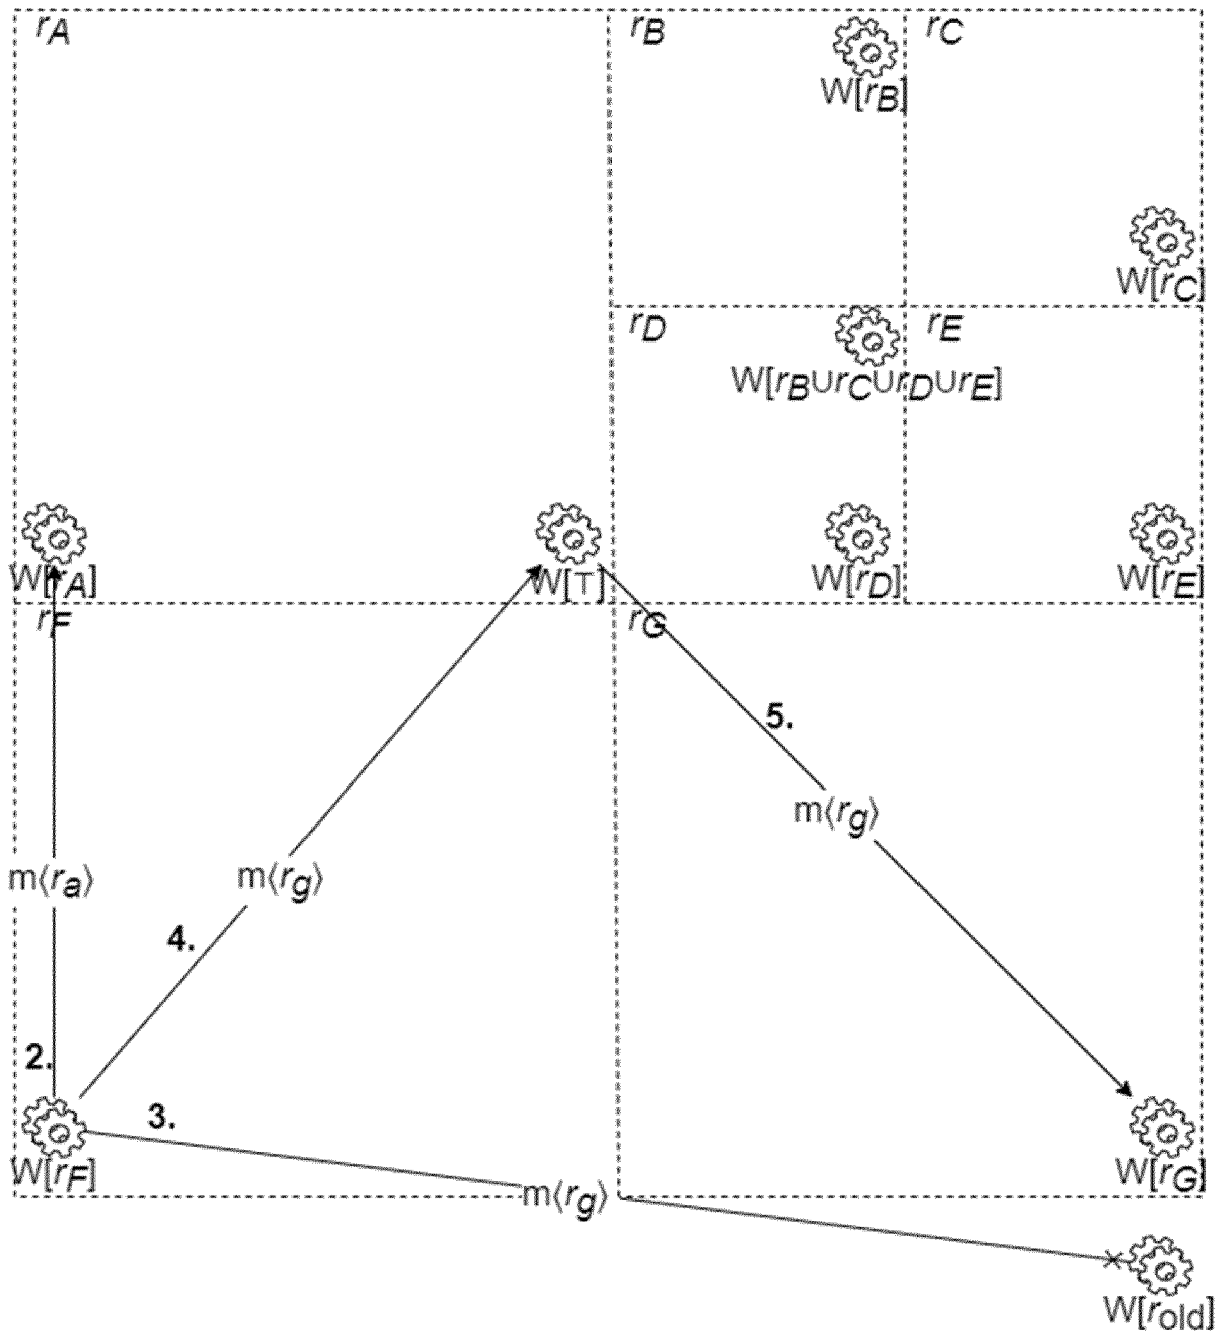 rA
rB
rC
W[rB]
W[rC]
rD
rE
W[rB∪rC∪rD∪rE]
W[rA]
W[⊤]
W[rD]
W[rE]
rF
rG
5.
m⟨rg⟩
m⟨ra⟩
m⟨rg⟩
4.
2.
3.
W[rF]
m⟨rg⟩
W[rG]
W[rold]